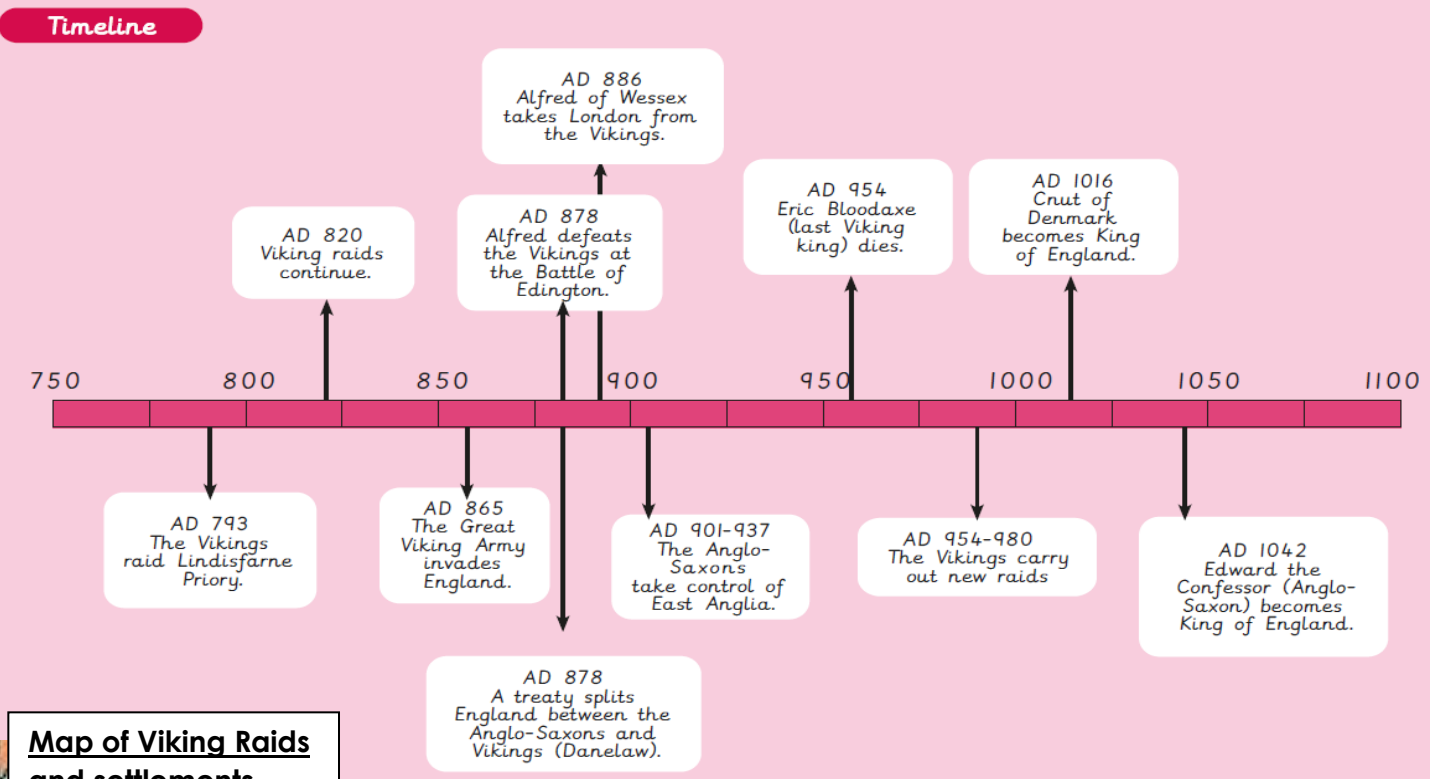 Timeline
AD 886
Alfred of Wessex
takes London from
the Vikings.
AD 820
Viking raids
continue.
AD 878
Alfred defeats
the Vikings at
the Battle of
Edington.
AD 954
Eric Bloodaxe
(last Viking
king) dies.
AD 1016
Cnut of
Denmark
becomes King
of England.
750 800 850 900 950 1000 1050 1100
AD 793
The Vikings
raid Lindisfarne
Priory.
AD 865
The Great
Viking Army
invades
England.
AD 878
A treaty splits
England between the
Anglo-Saxons and
Vikings (Danelaw).
AD 901-937
The Anglo-
Saxons
take control of
East Anglia.
AD 954-980
The Vikings carry
out new raids
AD 1042
Edward the
Confessor (Anglo-
Saxon) becomes
King of England.
Map of Viking Raids
and settlements